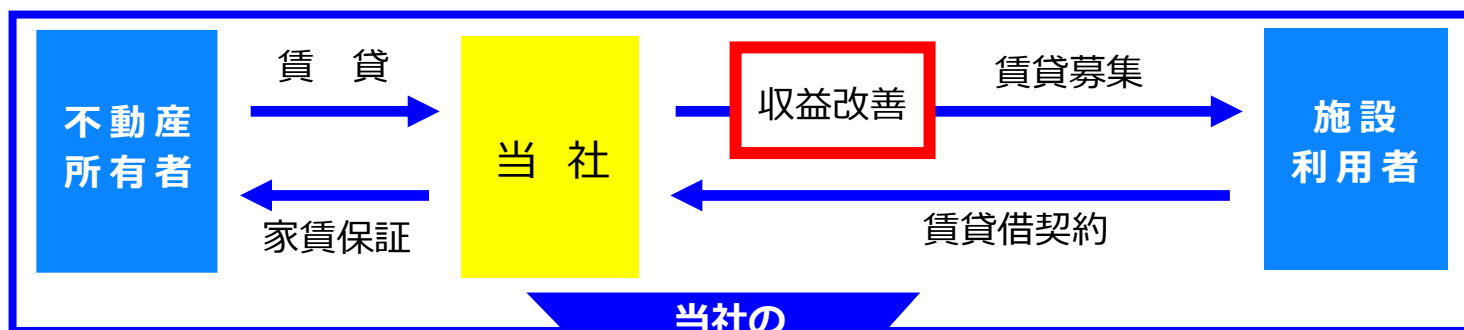 不動産
所有者
賃 貸
家賃保証
当 社
収益改善
賃貸募集
賃貸借契約
施設
利用者
当社の